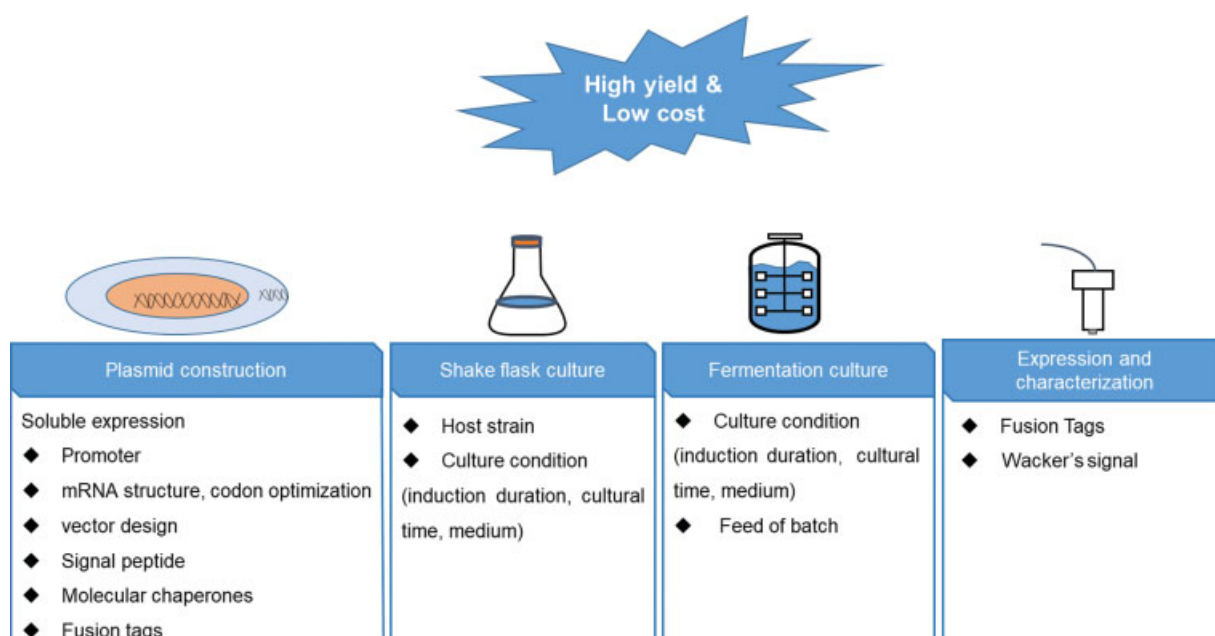 High yield &
Low cost
Plasmid construction
Soluble expression
◆ Promoter
◆ mRNA structure, codon optimization
◆ vector design
◆ Signal peptide
◆ Molecular chaperones
◆ Fusion tags
Shake flask culture
◆ Host strain
◆ Culture condition
(induction duration, cultural
time, medium)
Fermentation culture
◆ Culture condition
(induction duration, cultural
time, medium)
◆ Feed of batch
Expression and
characterization
◆ Fusion Tags
◆ Wacker's signal